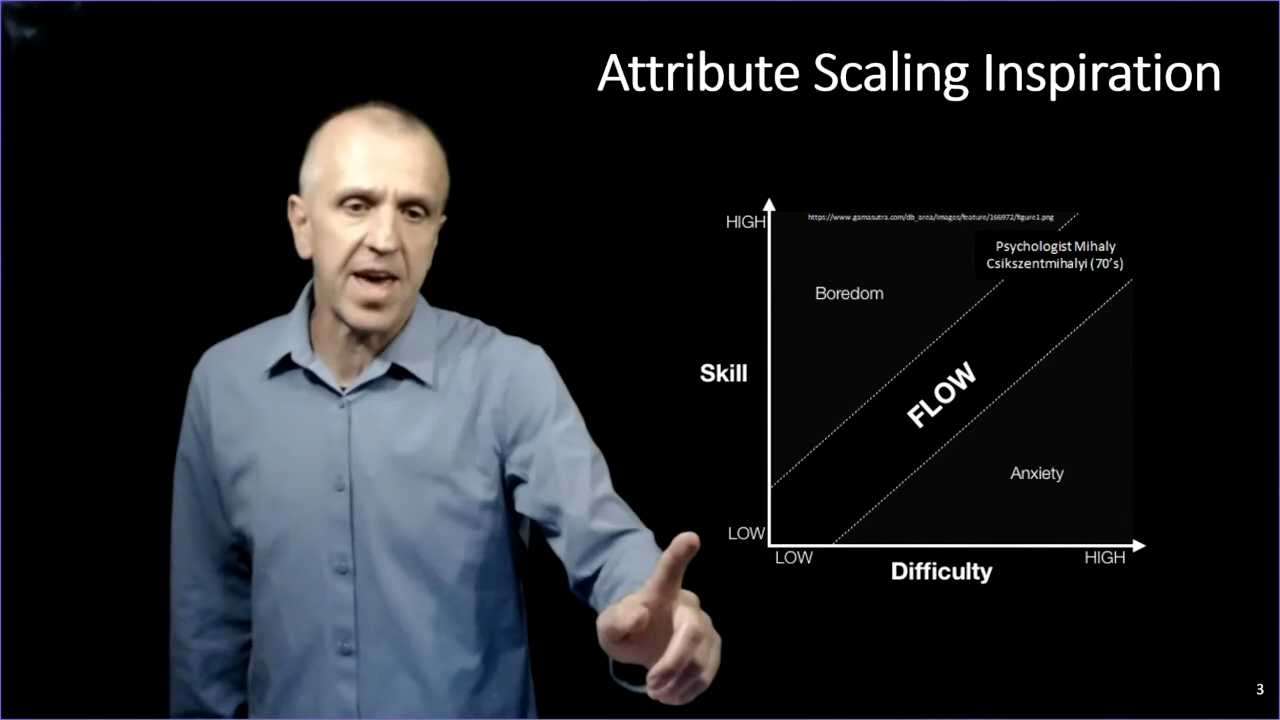 Attribute Scaling Inspiration
HIGH
https://www.gamasutra.com/db_area/images/feature/166972/figure1.png
Psychologist Mihaly
Csikszentmihalyi (70's)
Boredom
Skill
FLOW
Anxiety
LOW
LOW
HIGH
Difficulty
3